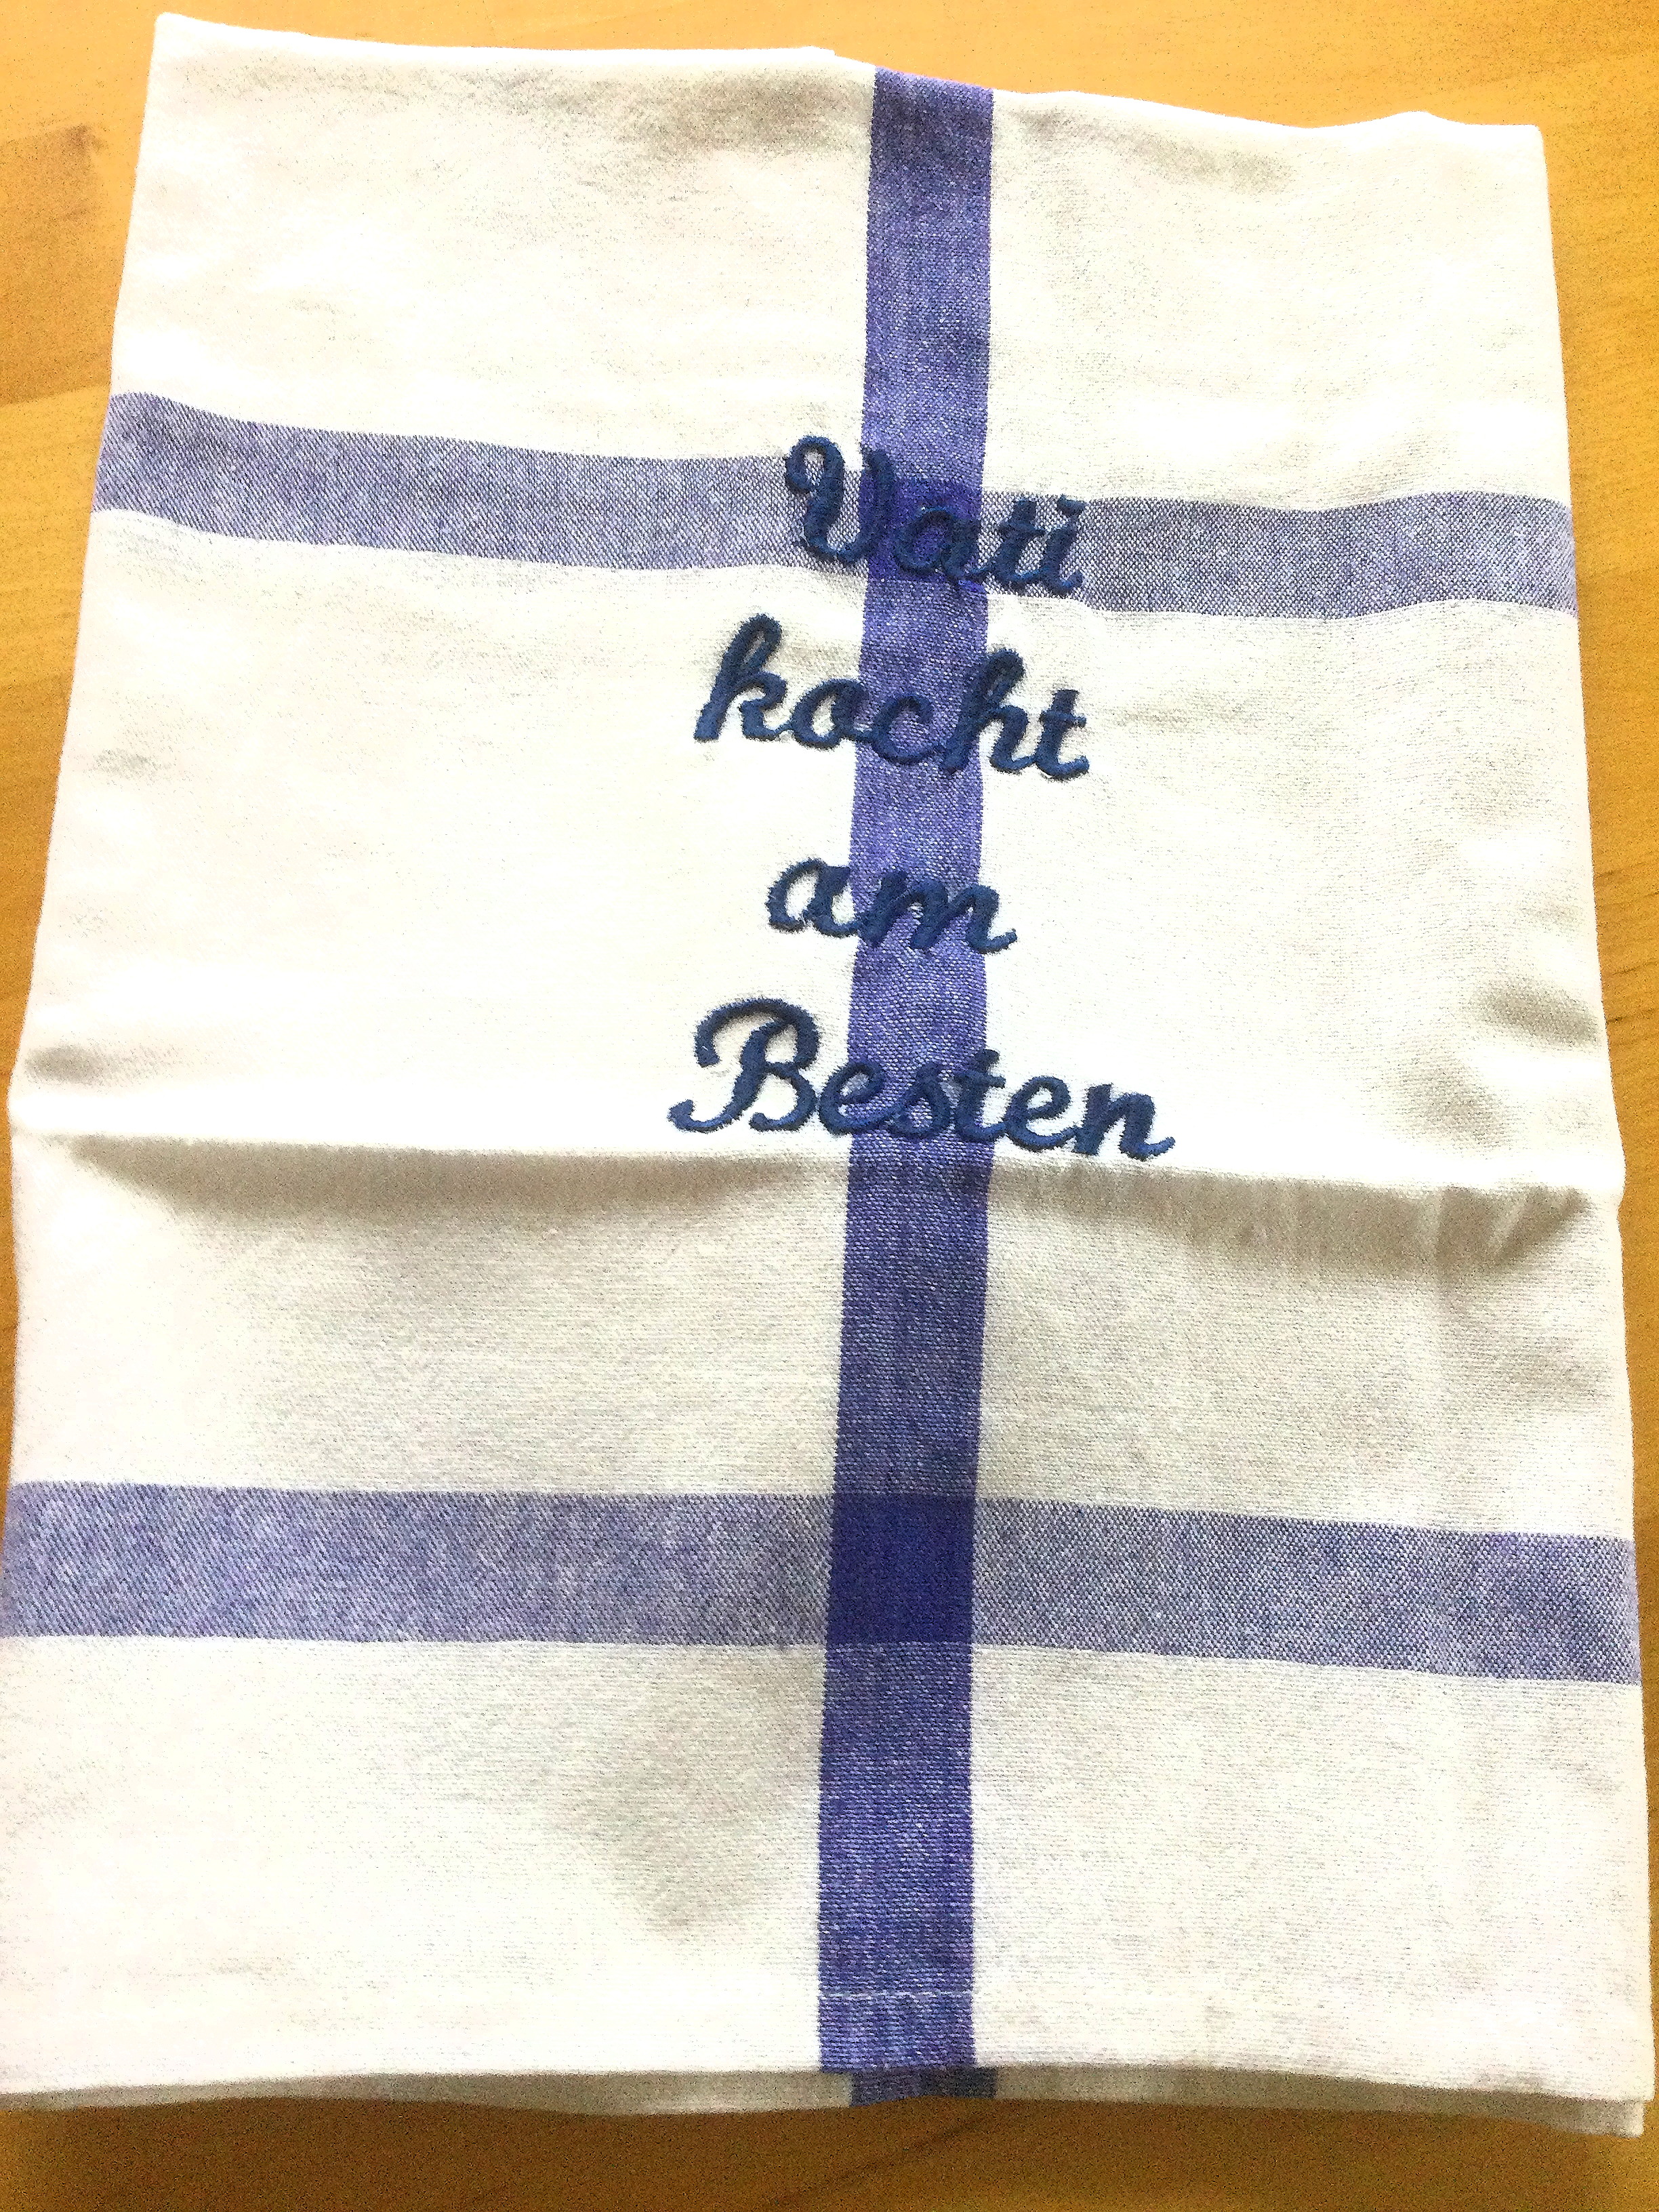 Vati
kocht
am
Besten